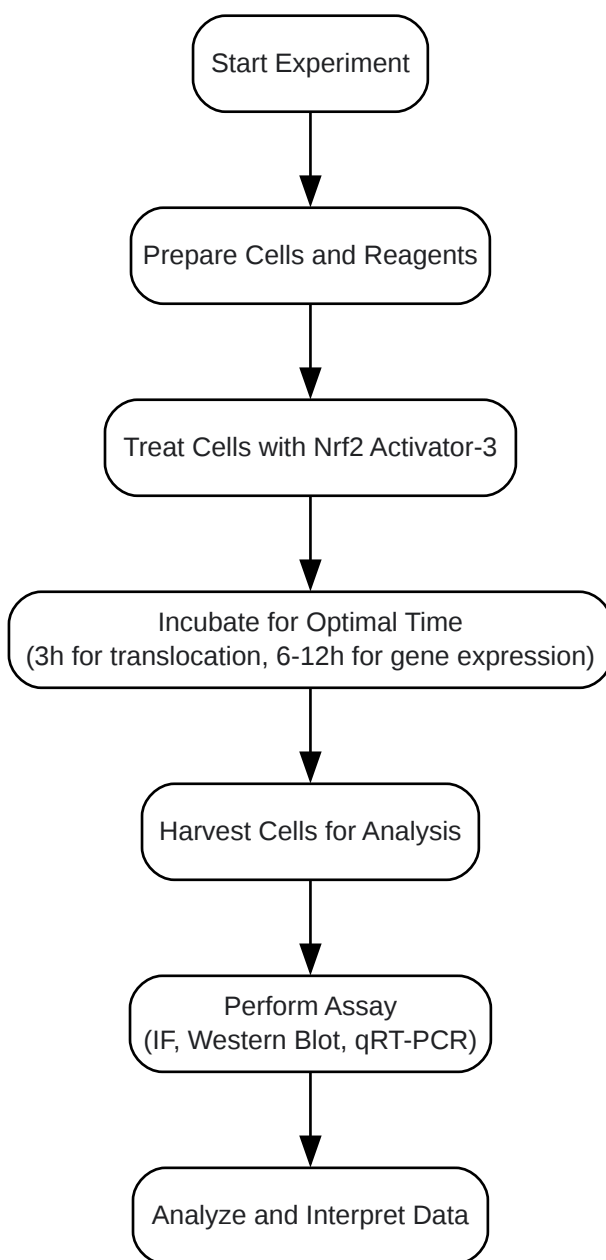 Start Experiment
Prepare Cells and Reagents
Treat Cells with Nrf2 Activator-3
Incubate for Optimal Time
(3h for translocation, 6-12h for gene expression)
Harvest Cells for Analysis
Perform Assay
(IF, Western Blot, qRT-PCR)
Analyze and Interpret Data